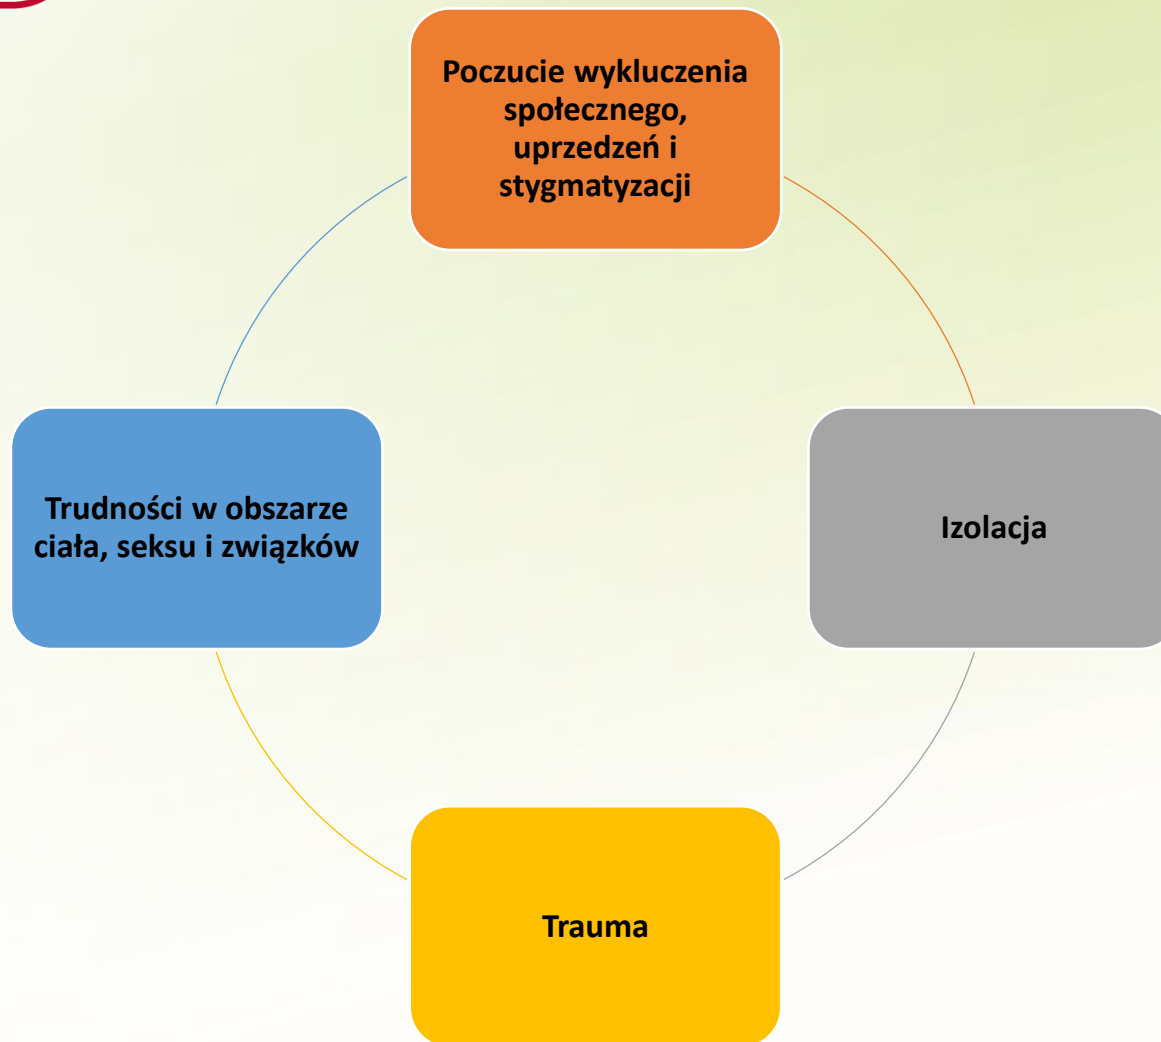 Poczucie wykluczenia
społecznego,
uprzedzeń i
stygmatyzacji
Trudności w obszarze
ciała, seksu i związków
Izolacja
Trauma